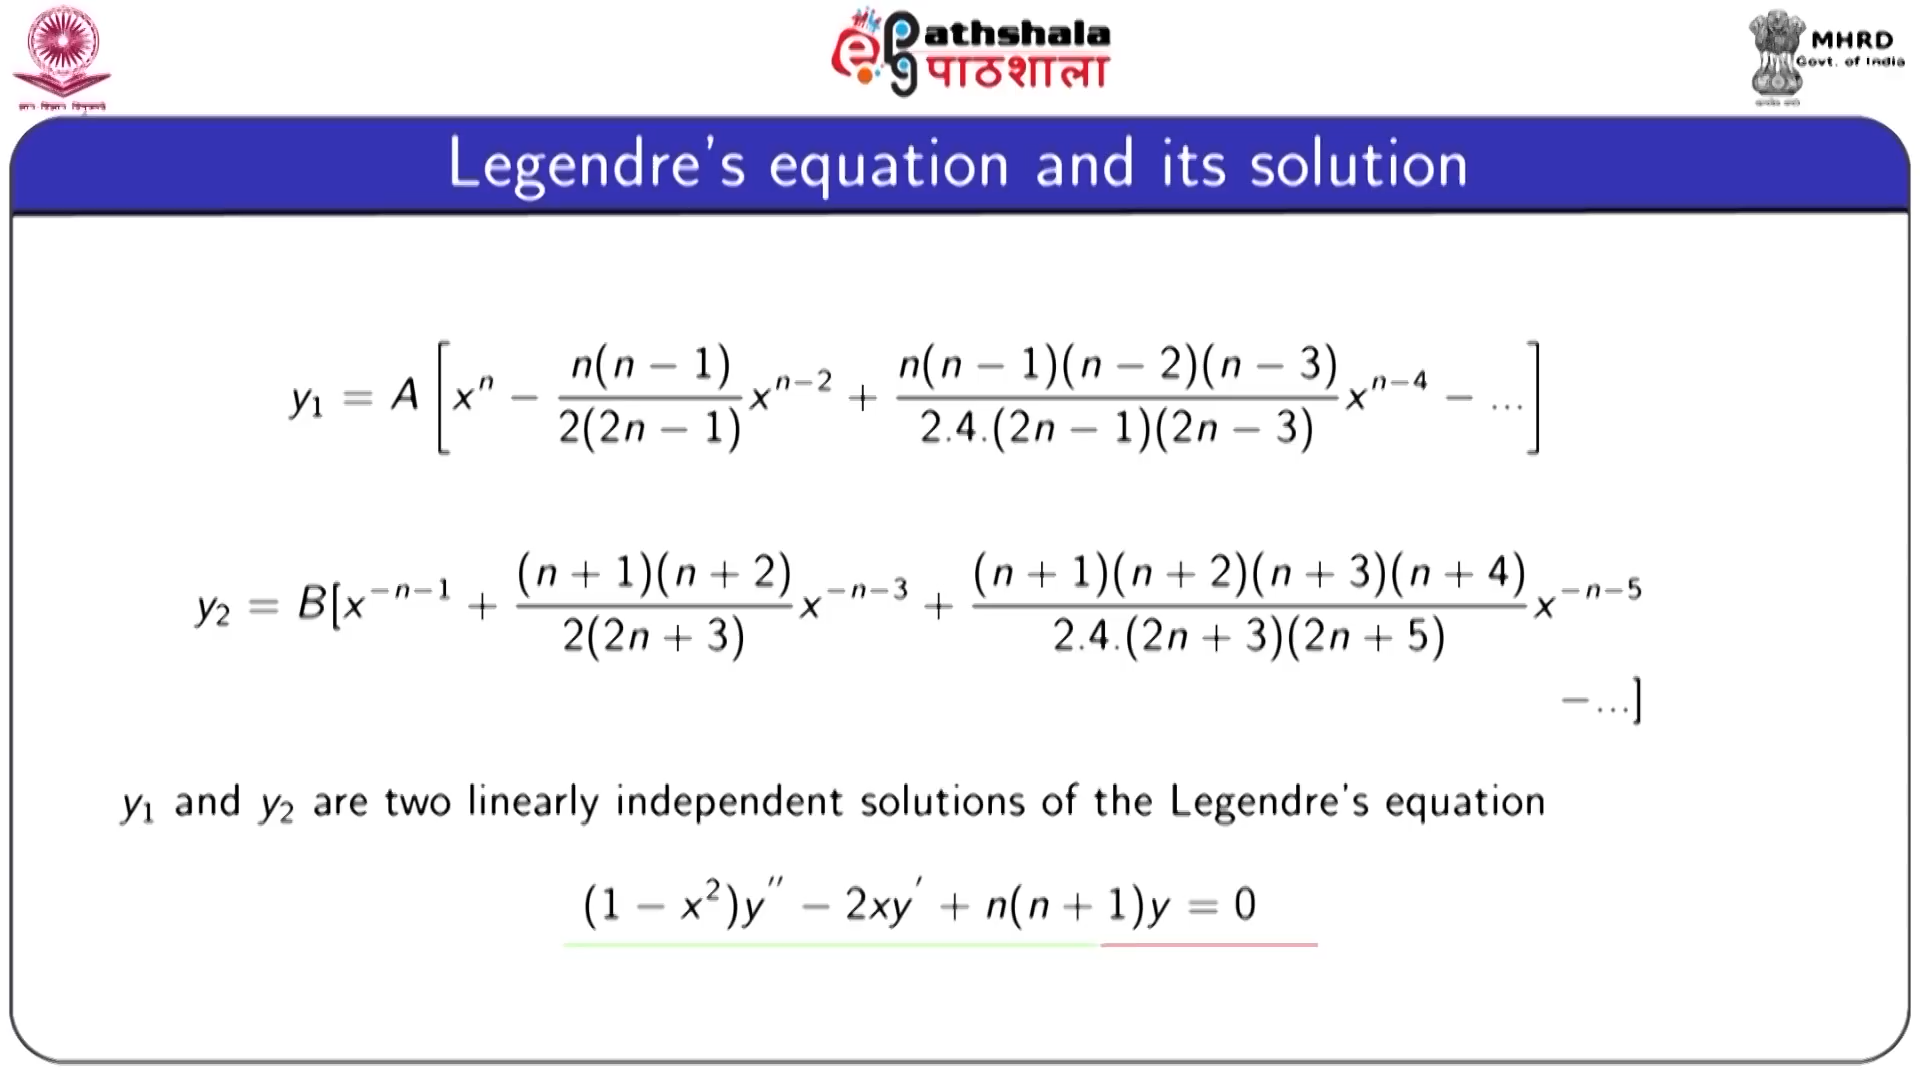 athshala
पाठशाला
MHRD
Govt. of India
Legendre's equation and its solution
y₁ = A [xⁿ − n(n − 1)/2(2n − 1) xⁿ⁻² + n(n − 1)(n − 2)(n − 3)/2.4.(2n − 1)(2n − 3) xⁿ⁻⁴ − ...]
y₂ = B[x⁻ⁿ⁻¹ + (n + 1)(n + 2)/2(2n + 3) x⁻ⁿ⁻³ + (n + 1)(n + 2)(n + 3)(n + 4)/2.4.(2n + 3)(2n + 5) x⁻ⁿ⁻⁵
− ...]
y₁ and y₂ are two linearly independent solutions of the Legendre's equation
(1 − x²)y″ − 2xy′ + n(n + 1)y = 0